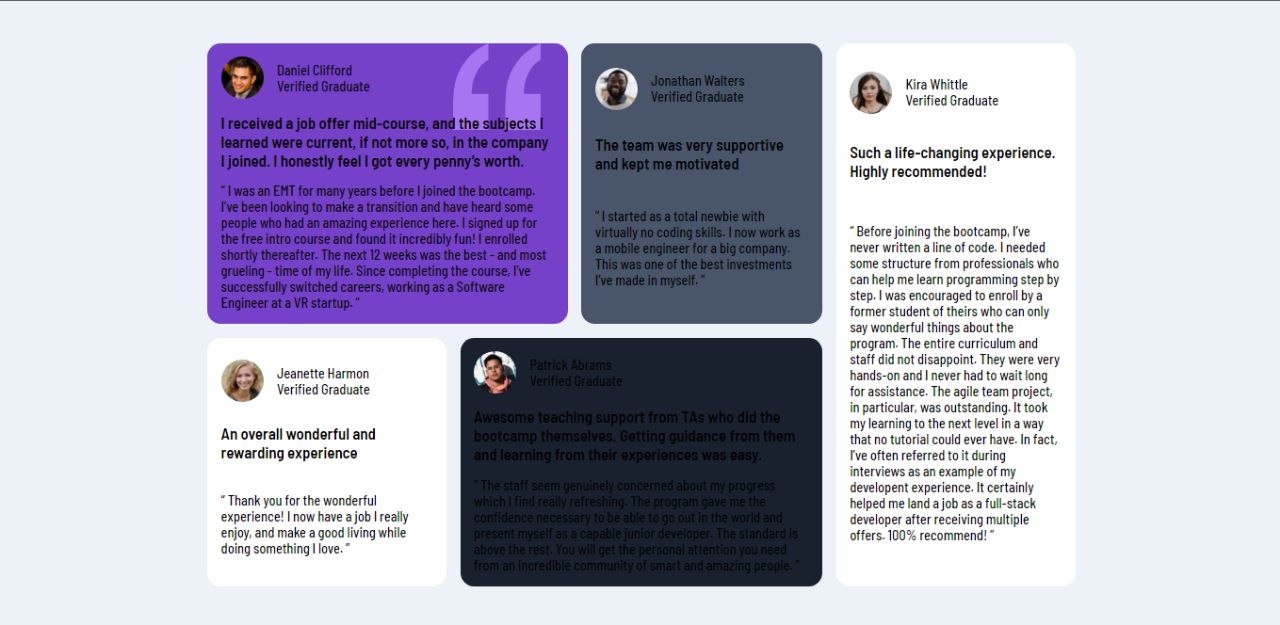 Daniel Clifford
Verified Graduate
I received a job offer mid-course, and the subjects I
learned were current, if not more so, in the company
I joined. I honestly feel I got every penny’s worth.
“ I was an EMT for many years before I joined the bootcamp.
I’ve been looking to make a transition and have heard some
people who had an amazing experience here. I signed up for
the free intro course and found it incredibly fun! I enrolled
shortly thereafter. The next 12 weeks was the best - and most
grueling - time of my life. Since completing the course, I’ve
successfully switched careers, working as a Software
Engineer at a VR startup. ”
Jonathan Walters
Verified Graduate
The team was very supportive
and kept me motivated
“ I started as a total newbie with
virtually no coding skills. I now work as
a mobile engineer for a big company.
This was one of the best investments
I’ve made in myself. ”
Kira Whittle
Verified Graduate
Such a life-changing experience.
Highly recommended!
“ Before joining the bootcamp, I’ve
never written a line of code. I needed
some structure from professionals who
can help me learn programming step by
step. I was encouraged to enroll by a
former student of theirs who can only
say wonderful things about the
program. The entire curriculum and
staff did not disappoint. They were very
hands-on and I never had to wait long
for assistance. The agile team project,
in particular, was outstanding. It took
my learning to the next level in a way
that no tutorial could ever have. In fact,
I’ve often referred to it during
interviews as an example of my
developent experience. It certainly
helped me land a job as a full-stack
developer after receiving multiple
offers. 100% recommend! ”
Jeanette Harmon
Verified Graduate
An overall wonderful and
rewarding experience
“ Thank you for the wonderful
experience! I now have a job I really
enjoy, and make a good living while
doing something I love. ”
Patrick Abrams
Verified Graduate
Awesome teaching support from TAs who did the
bootcamp themselves. Getting guidance from them
and learning from their experiences was easy.
“ The staff seem genuinely concerned about my progress
which I find really refreshing. The program gave me the
confidence necessary to be able to go out in the world and
present myself as a capable junior developer. The standard is
above the rest. You will get the personal attention you need
from an incredible community of smart and amazing people. ”